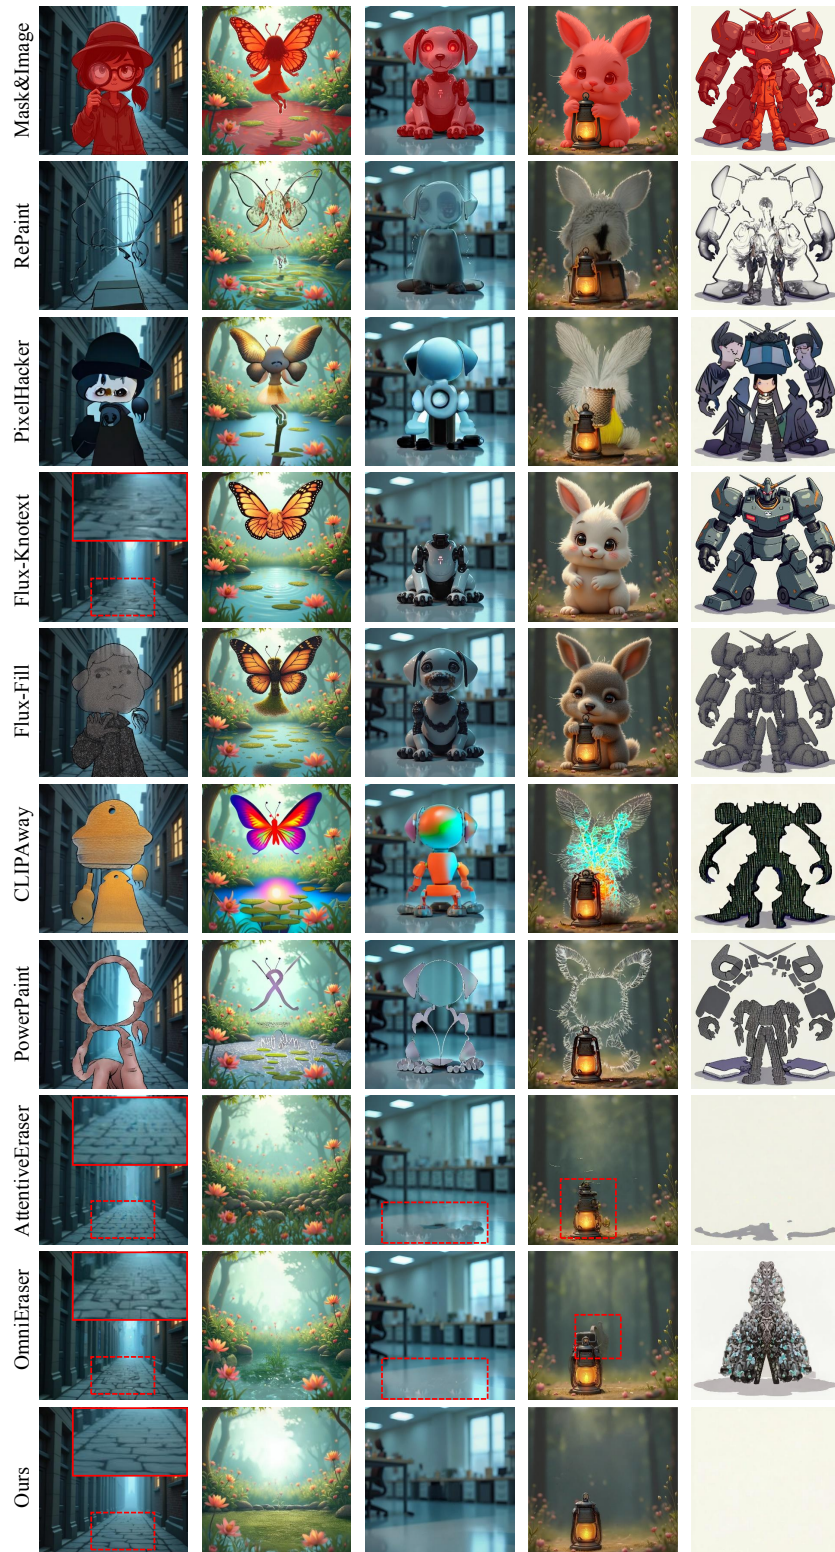 Mask&Image
RePaint
PixelHacker
Flux-Knotext
Flux-Fill
CLIPAway
PowerPaint
AttentiveEraser
OmniEraser
Ours